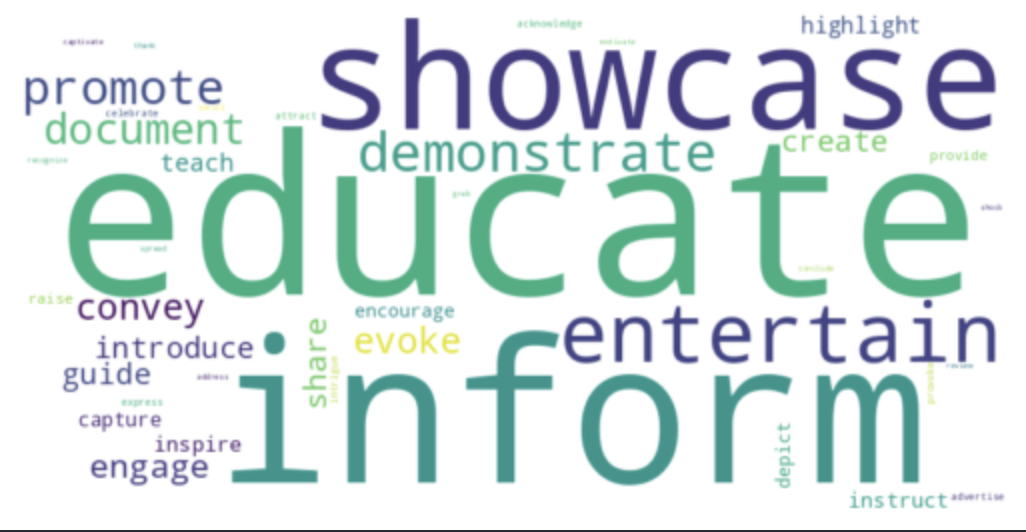 acknowledge
highlight
captivate
thank
showcase
promote
celebrate
attract
document
demonstrate
create
teach
provide
recognize
educate
grab
shock
spread
conclude
raise
convey
encourage
entertain
introduce
share
evoke
guide
address
intrigue
inform
review
provoke
express
capture
inspire
depict
engage
instruct
advertise